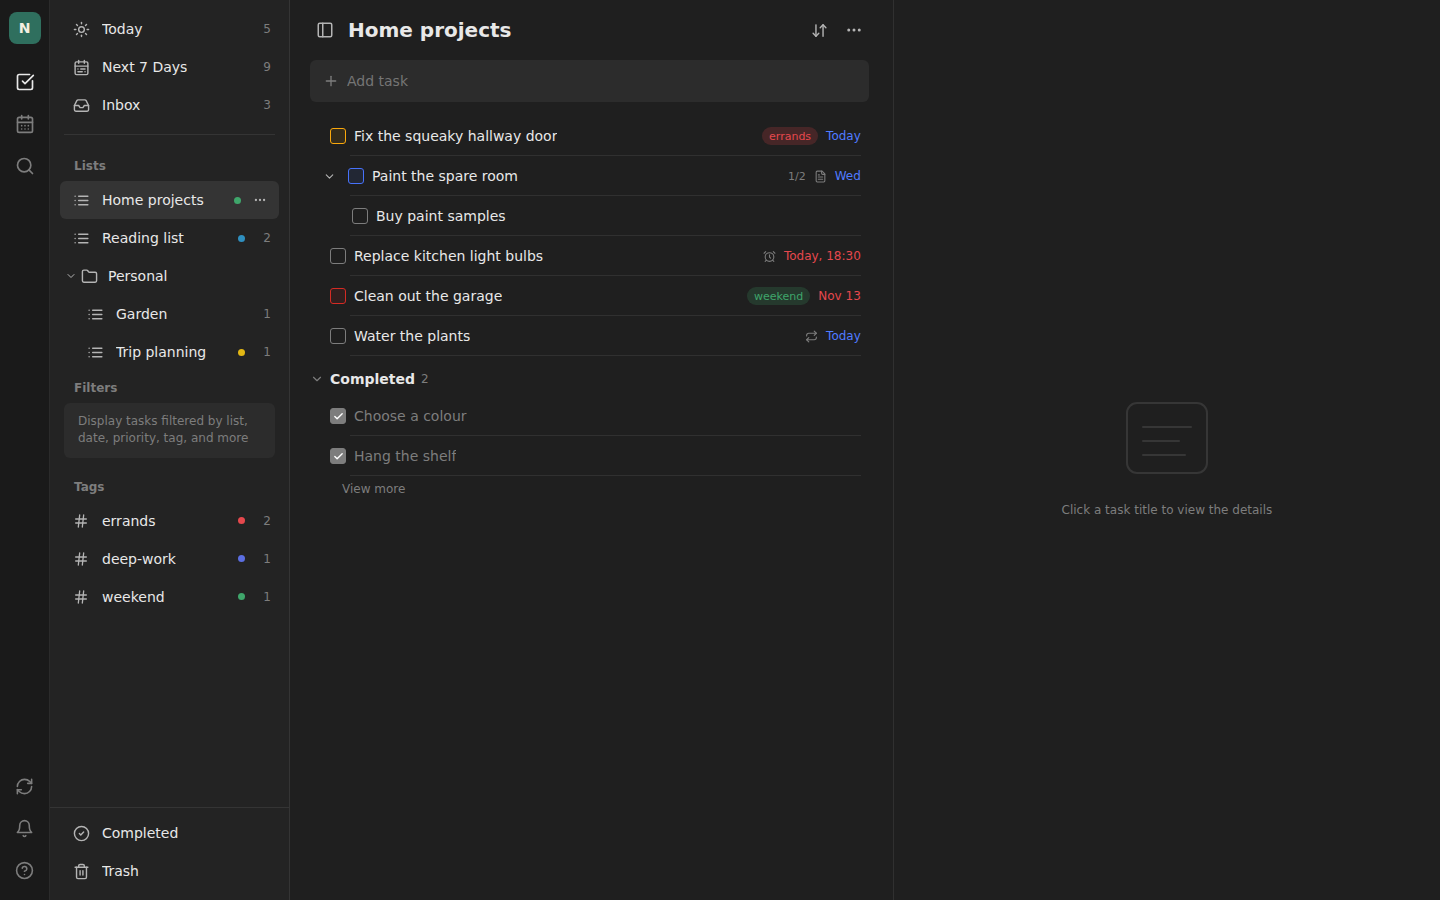 N
Today 5
Next 7 Days 9
Inbox 3
Lists
Home projects
Reading list 2
Personal
Garden 1
Trip planning 1
Filters
Display tasks filtered by list,
date, priority, tag, and more
Tags
errands 2
deep-work 1
weekend 1
Completed
Trash
Home projects
Add task
Fix the squeaky hallway door errands Today
Paint the spare room 1/2 Wed
Buy paint samples
Replace kitchen light bulbs Today, 18:30
Clean out the garage weekend Nov 13
Water the plants Today
Completed 2
Choose a colour
Hang the shelf
View more
Click a task title to view the details